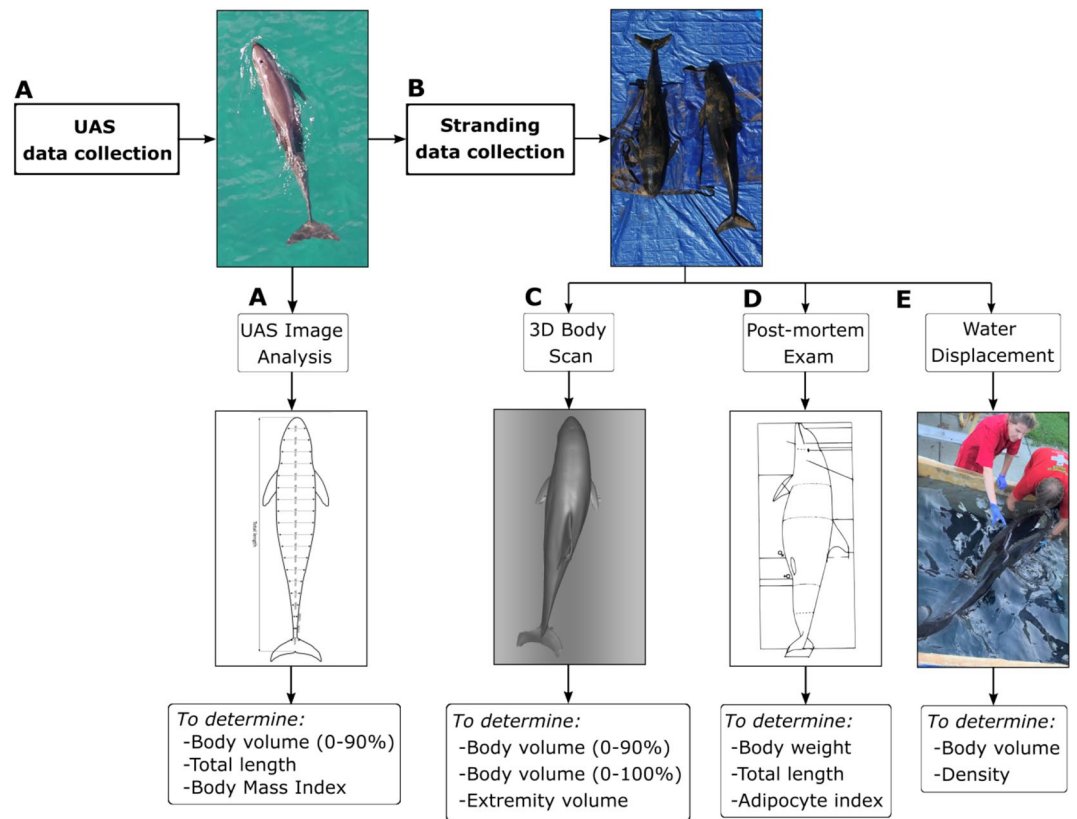 A
UAS
data collection
B
Stranding
data collection
A
UAS Image
Analysis
C
3D Body
Scan
D
Post-mortem
Exam
E
Water
Displacement
Total length
To determine:
-Body volume (0-90%)
-Total length
-Body Mass Index
To determine:
-Body volume (0-90%)
-Body volume (0-100%)
-Extremity volume
To determine:
-Body weight
-Total length
-Adipocyte index
To determine:
-Body volume
-Density